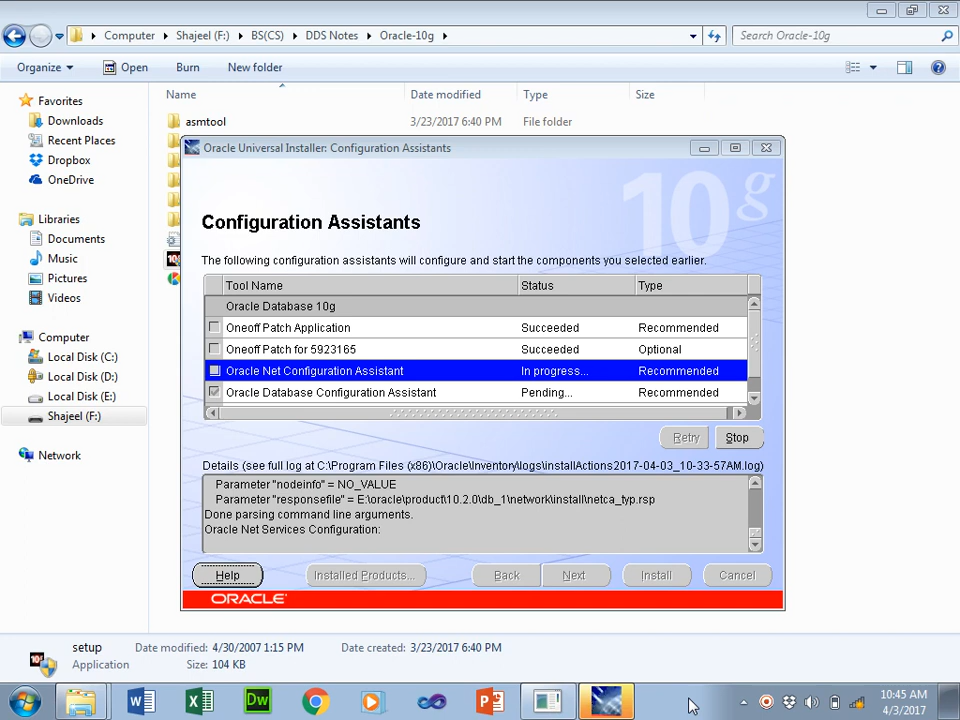 Computer Shajeel (F:) BS(CS) DDS Notes Oracle-10g
Search Oracle-10g
Organize Open Burn New folder
Favorites
Downloads
Recent Places
Dropbox
OneDrive
Libraries
Documents
Music
Pictures
Videos
Computer
Local Disk (C:)
Local Disk (D:)
Local Disk (E:)
Shajeel (F:)
Network
Name Date modified Type Size
asmtool 3/23/2017 6:40 PM File folder
Oracle Universal Installer: Configuration Assistants
10g
Configuration Assistants
The following configuration assistants will configure and start the components you selected earlier.
Tool Name Status Type
Oracle Database 10g
Oneoff Patch Application Succeeded Recommended
Oneoff Patch for 5923165 Succeeded Optional
Oracle Net Configuration Assistant In progress... Recommended
Oracle Database Configuration Assistant Pending... Recommended
Retry Stop
Details (see full log at C:\Program Files (x86)\Oracle\Inventory\logs\installActions2017-04-03_10-33-57AM.log)
Parameter "nodeinfo" = NO_VALUE
Parameter "responsefile" = E:\oracle\product\10.2.0\db_1\network\install\netca_typ.rsp
Done parsing command line arguments.
Oracle Net Services Configuration:
Help Installed Products... Back Next Install Cancel
ORACLE
setup Date modified: 4/30/2007 1:15 PM Date created: 3/23/2017 6:40 PM
Application Size: 104 KB
10:45 AM
4/3/2017